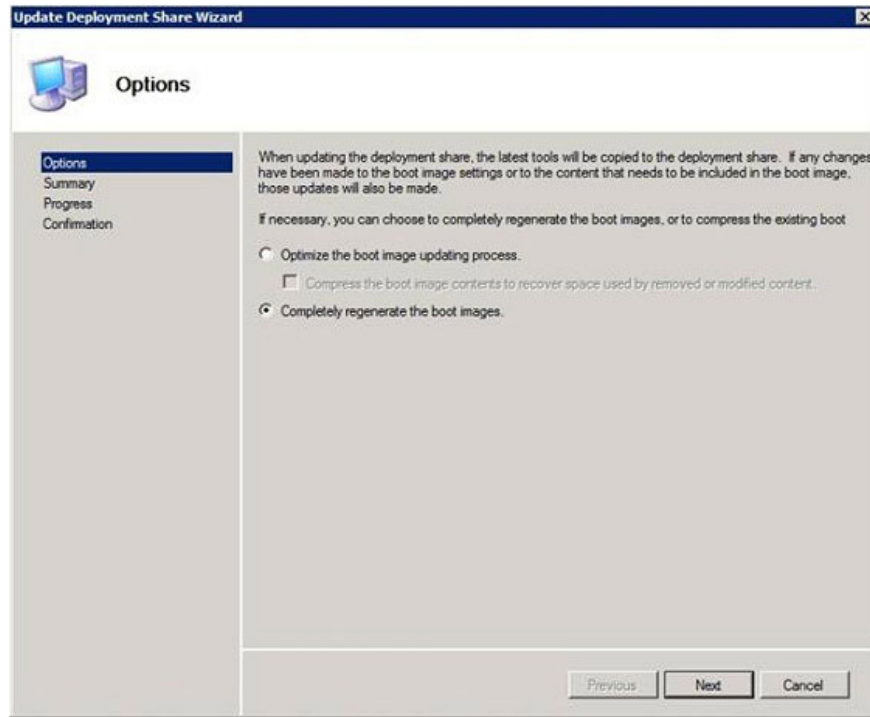 Update Deployment Share Wizard
Options
Options
Summary
Progress
Confirmation
When updating the deployment share, the latest tools will be copied to the deployment share. If any changes
have been made to the boot image settings or to the content that needs to be included in the boot image,
those updates will also be made.
If necessary, you can choose to completely regenerate the boot images, or to compress the existing boot
Optimize the boot image updating process.
Compress the boot image contents to recover space used by removed or modified content.
Completely regenerate the boot images.
Previous
Next
Cancel